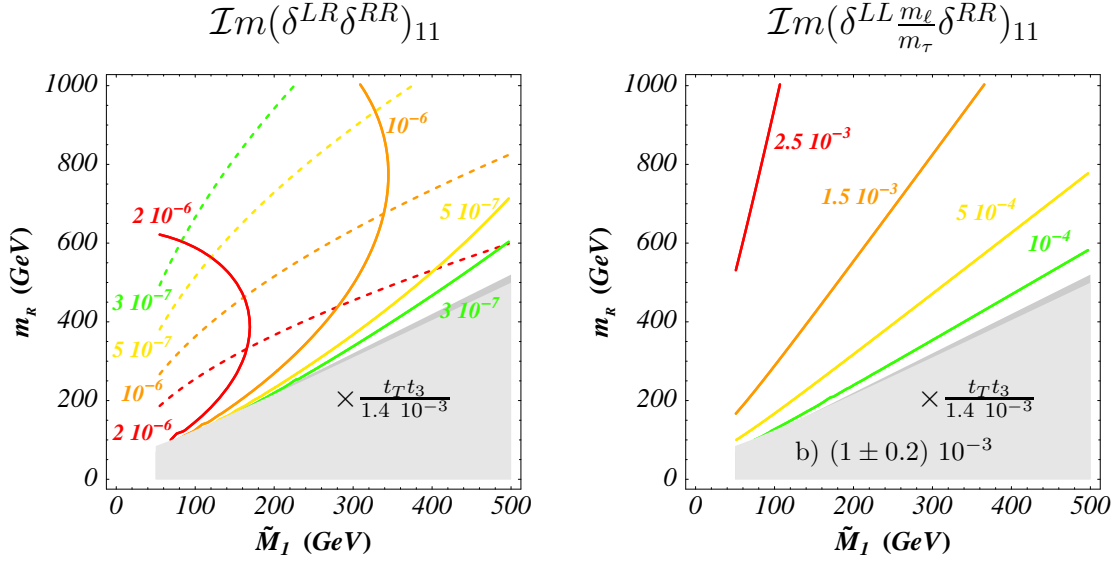 𝓘m(δ^{LR}δ^{RR})_{11}
1000
800
600
400
200
0
m_R (GeV)
10^{-6}
2 10^{-6}
5 10^{-7}
3 10^{-7}
3 10^{-7}
5 10^{-7}
10^{-6}
2 10^{-6}
× t_T t_3 / 1.4 10^{-3}
0 100 200 300 400 500
M̃_1 (GeV)
𝓘m(δ^{LL} m_ℓ/m_τ δ^{RR})_{11}
1000
800
600
400
200
0
m_R (GeV)
2.5 10^{-3}
1.5 10^{-3}
5 10^{-4}
10^{-4}
× t_T t_3 / 1.4 10^{-3}
b) (1 ± 0.2) 10^{-3}
0 100 200 300 400 500
M̃_1 (GeV)